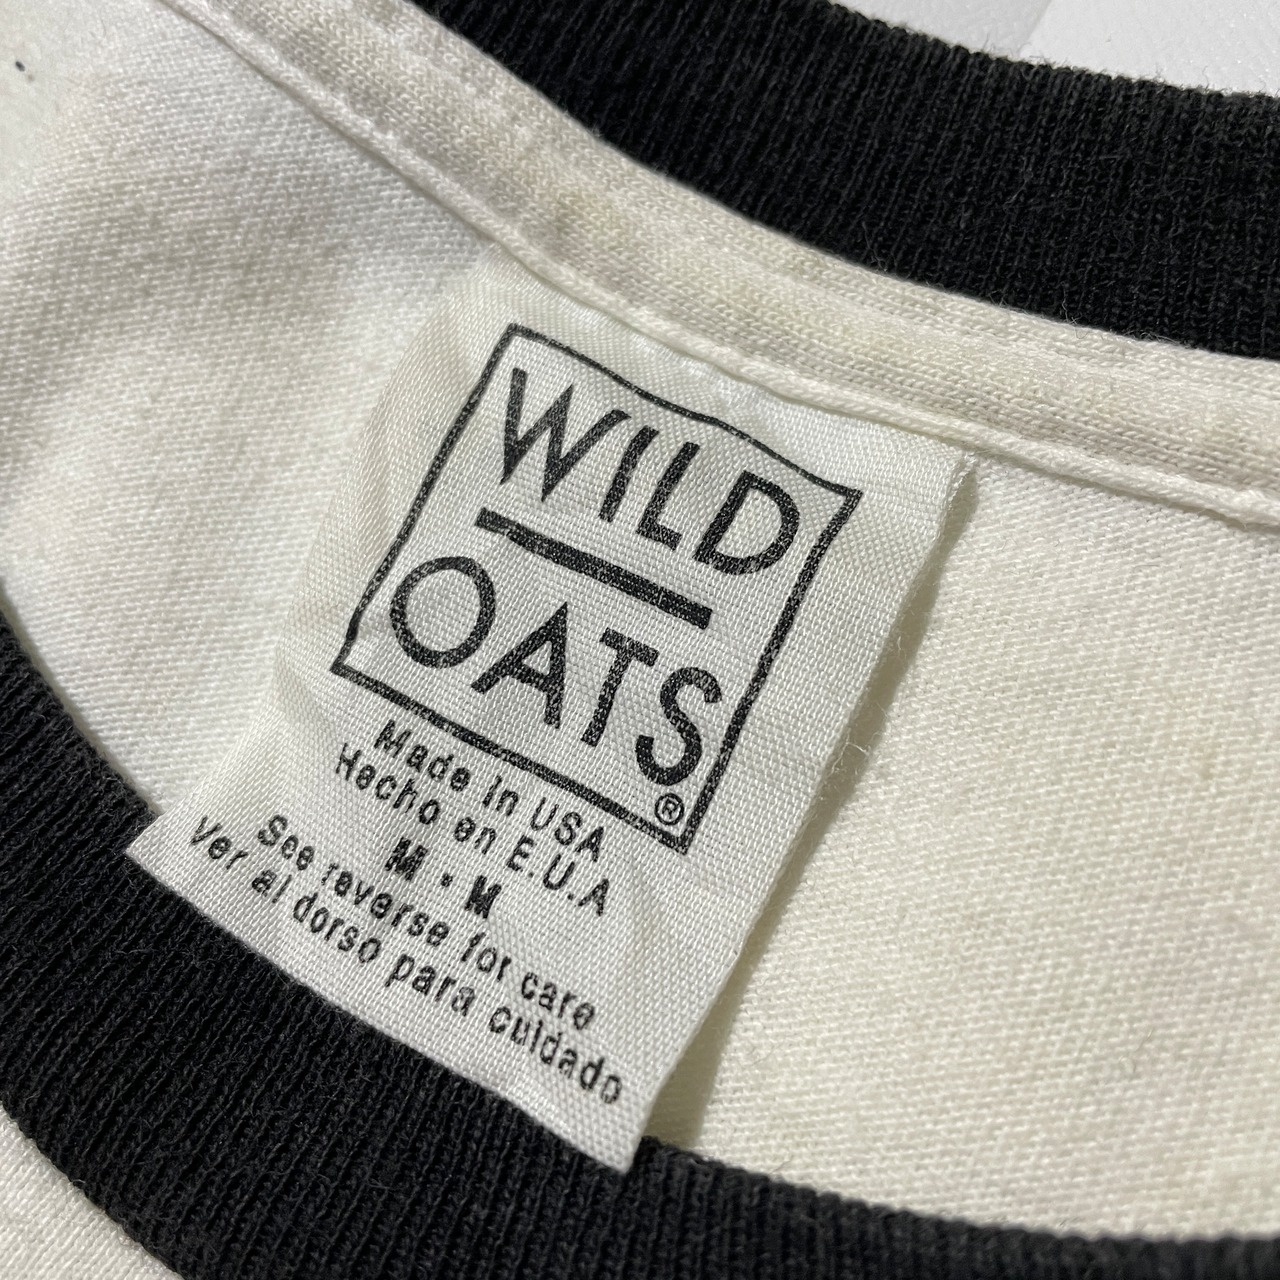 WILD
OATS
®
Made in USA
Hecho en E.U.A
M • M
See reverse for care
Ver al dorso para cuidado